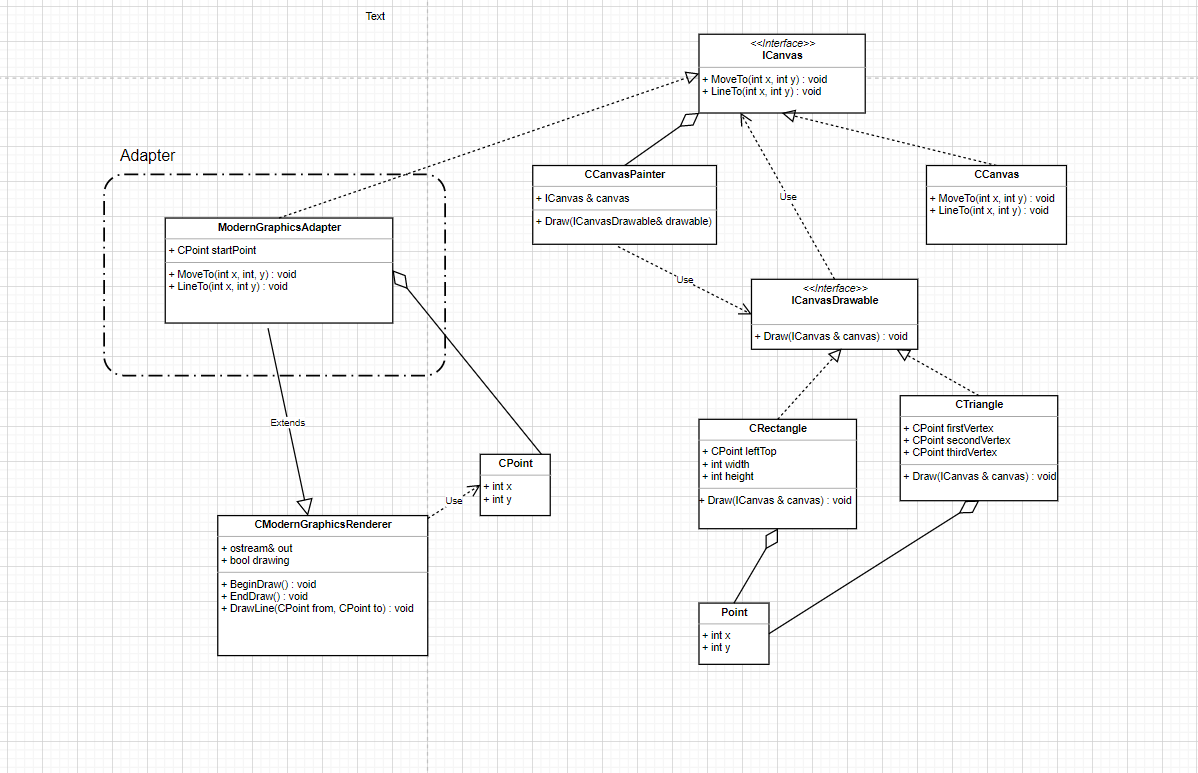 Text
<<Interface>>
ICanvas
+ MoveTo(int x, int y) : void
+ LineTo(int x, int y) : void
Adapter
CCanvasPainter
+ ICanvas & canvas
+ Draw(ICanvasDrawable& drawable)
CCanvas
+ MoveTo(int x, int y) : void
+ LineTo(int x, int y) : void
Use
ModernGraphicsAdapter
+ CPoint startPoint
+ MoveTo(int x, int, y) : void
+ LineTo(int x, int y) : void
Use
<<Interface>>
ICanvasDrawable
+ Draw(ICanvas & canvas) : void
Extends
CRectangle
+ CPoint leftTop
+ int width
+ int height
+ Draw(ICanvas & canvas) : void
CTriangle
+ CPoint firstVertex
+ CPoint secondVertex
+ CPoint thirdVertex
+ Draw(ICanvas & canvas) : void
CPoint
+ int x
+ int y
Use
CModernGraphicsRenderer
+ ostream& out
+ bool drawing
+ BeginDraw() : void
+ EndDraw() : void
+ DrawLine(CPoint from, CPoint to) : void
Point
+ int x
+ int y